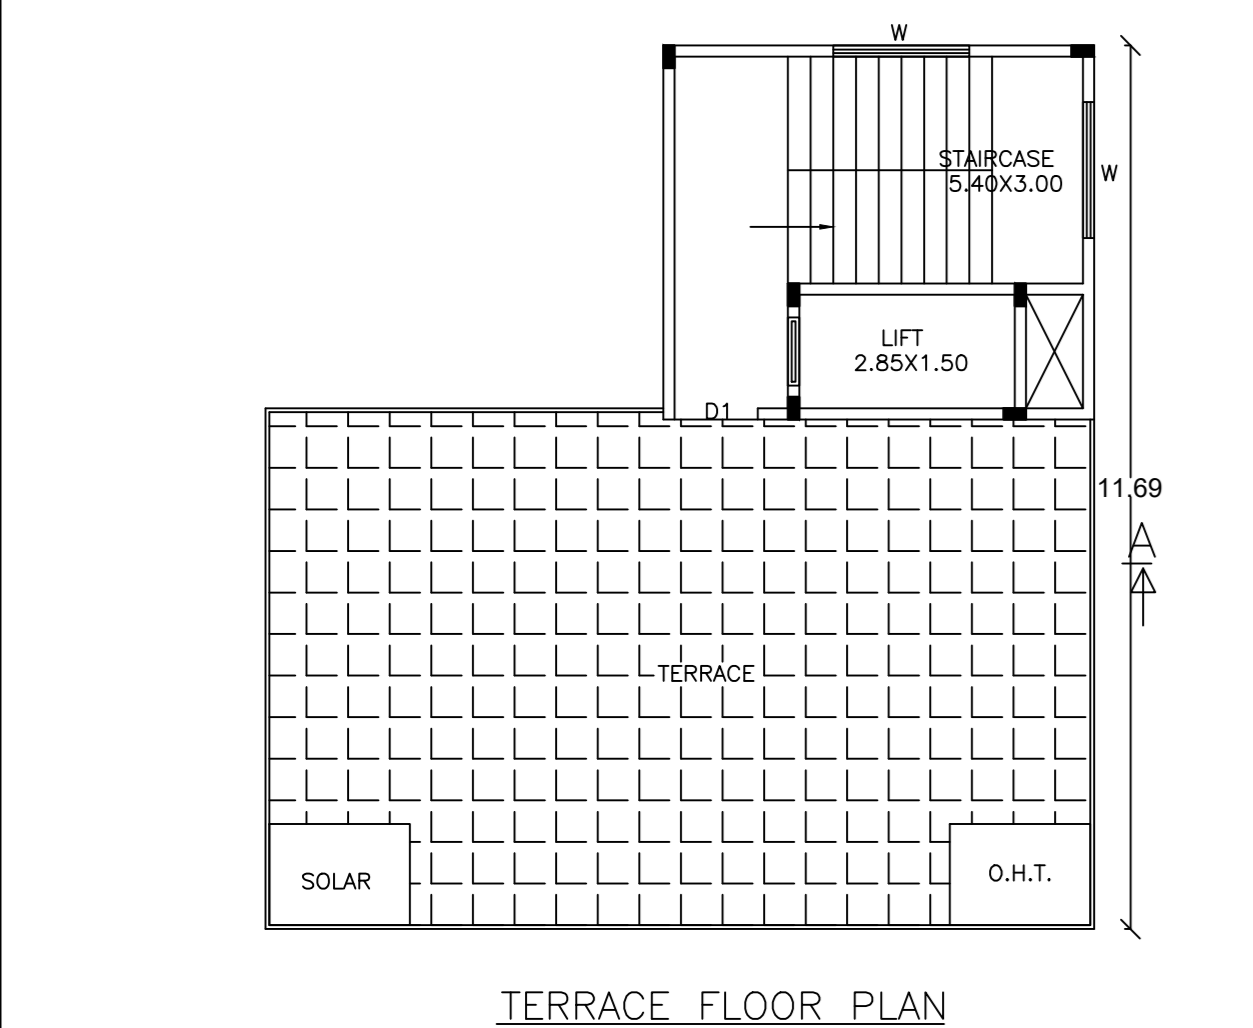 W
STAIRCASE
5.40X3.00
W
LIFT
2.85X1.50
D1
11.69
A
TERRACE
SOLAR
O.H.T.
TERRACE FLOOR PLAN